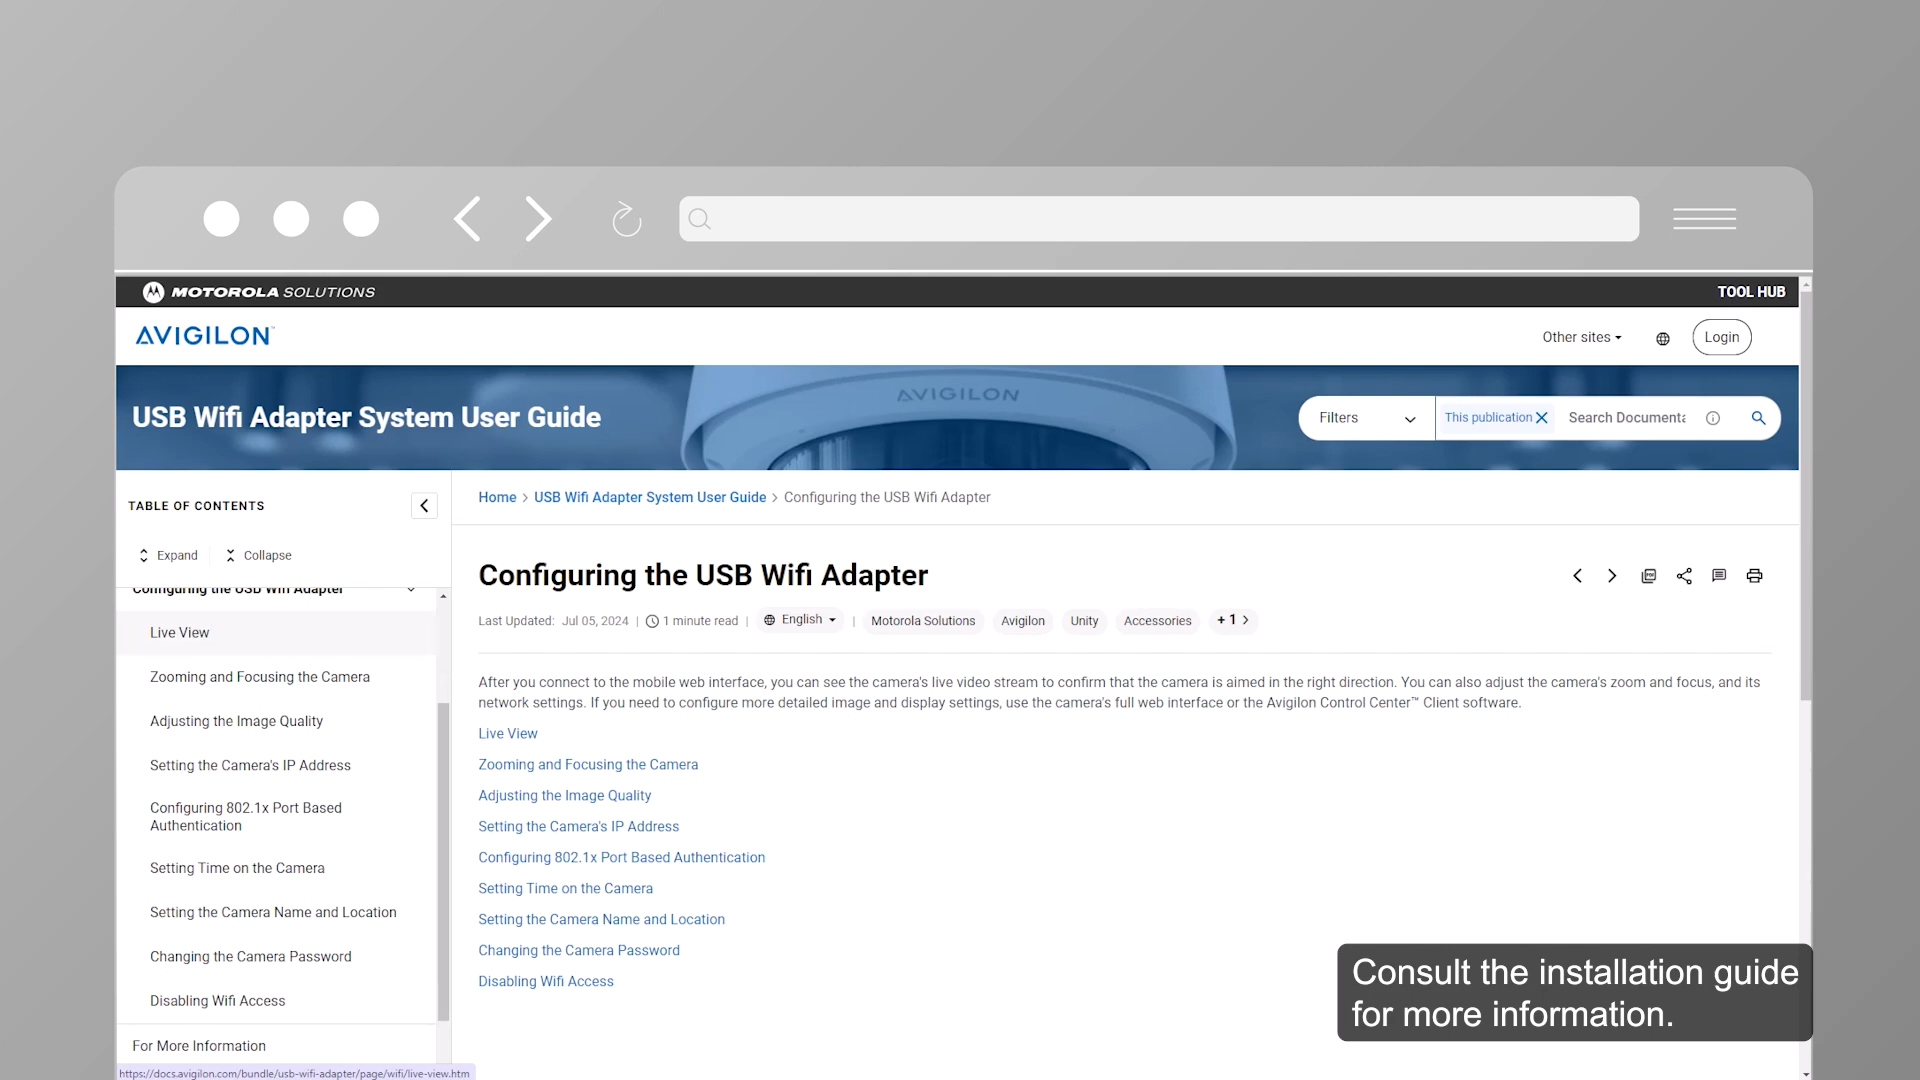 MOTOROLA SOLUTIONS
TOOL HUB
AVIGILON
Other sites
Login
AVIGILON
USB Wifi Adapter System User Guide
Filters
This publication
Search Documenta
TABLE OF CONTENTS
Home > USB Wifi Adapter System User Guide > Configuring the USB Wifi Adapter
Expand
Collapse
Configuring the USB Wifi Adapter
Live View
Zooming and Focusing the Camera
Adjusting the Image Quality
Setting the Camera's IP Address
Configuring 802.1x Port Based
Authentication
Setting Time on the Camera
Setting the Camera Name and Location
Changing the Camera Password
Disabling Wifi Access
For More Information
https://docs.avigilon.com/bundle/usb-wifi-adapter/page/wifi/live-view.htm
Configuring the USB Wifi Adapter
Last Updated: Jul 05, 2024 | 1 minute read | English | Motorola Solutions Avigilon Unity Accessories + 1 >
After you connect to the mobile web interface, you can see the camera's live video stream to confirm that the camera is aimed in the right direction. You can also adjust the camera's zoom and focus, and its
network settings. If you need to configure more detailed image and display settings, use the camera's full web interface or the Avigilon Control Center™ Client software.
Live View
Zooming and Focusing the Camera
Adjusting the Image Quality
Setting the Camera's IP Address
Configuring 802.1x Port Based Authentication
Setting Time on the Camera
Setting the Camera Name and Location
Changing the Camera Password
Disabling Wifi Access
Consult the installation guide
for more information.